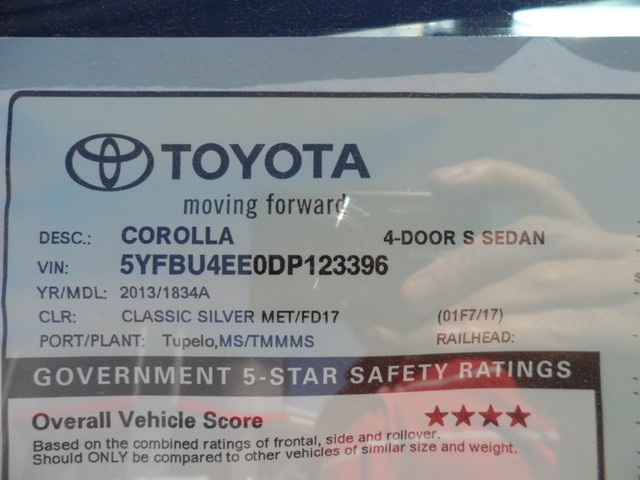 TOYOTA
moving forward
DESC.: COROLLA 4-DOOR S SEDAN
VIN: 5YFBU4EE0DP123396
YR/MDL: 2013/1834A
CLR: CLASSIC SILVER MET/FD17 (01F7/17)
PORT/PLANT: Tupelo,MS/TMMMS RAILHEAD:
GOVERNMENT 5-STAR SAFETY RATINGS
Overall Vehicle Score ★★★★
Based on the combined ratings of frontal, side and rollover.
Should ONLY be compared to other vehicles of similar size and weight.